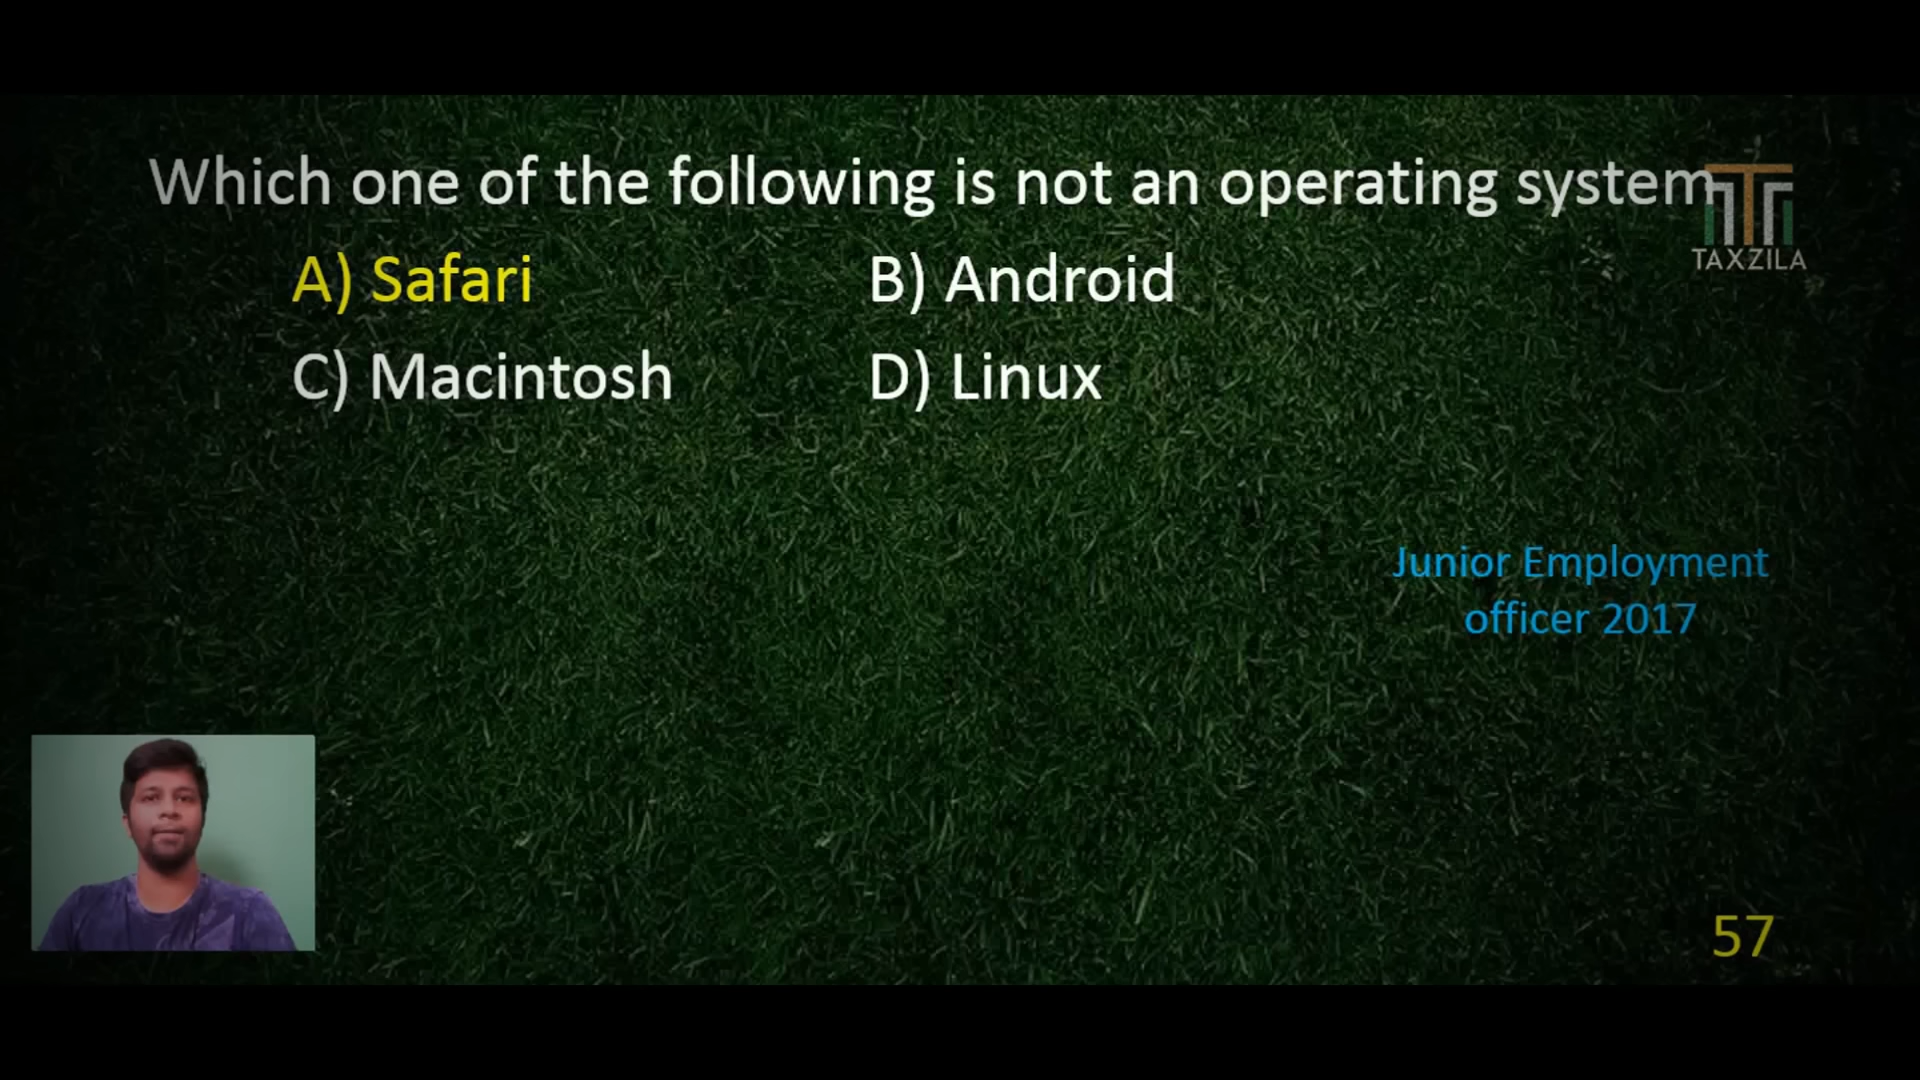 Which one of the following is not an operating system
TAXZILA
A) Safari
B) Android
C) Macintosh
D) Linux
Junior Employment
officer 2017
57